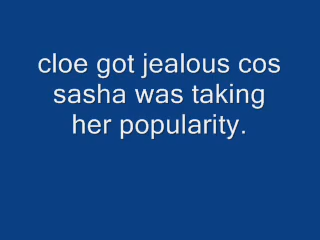 cloe got jealous cos
sasha was taking
her popularity.